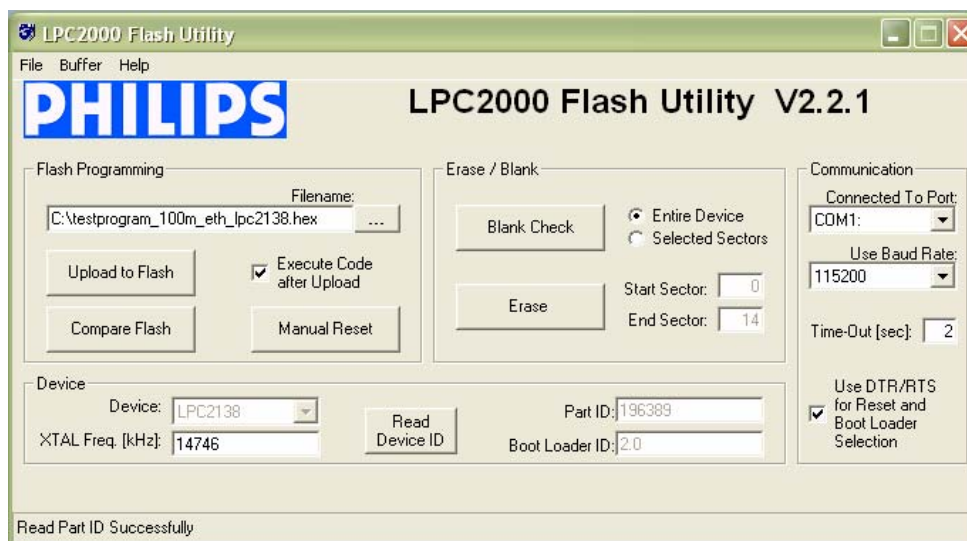 LPC2000 Flash Utility
File Buffer Help
PHILIPS
LPC2000 Flash Utility V2.2.1
Flash Programming
Filename:
C:\testprogram_100m_eth_lpc2138.hex
...
Upload to Flash
Execute Code
after Upload
Compare Flash
Manual Reset
Erase / Blank
Blank Check
Entire Device
Selected Sectors
Erase
Start Sector: 0
End Sector: 14
Communication
Connected To Port:
COM1:
Use Baud Rate:
115200
Time-Out [sec]: 2
Use DTR/RTS
for Reset and
Boot Loader
Selection
Device
Device: LPC2138
XTAL Freq. [kHz]: 14746
Read
Device ID
Part ID: 196389
Boot Loader ID: 2.0
Read Part ID Successfully